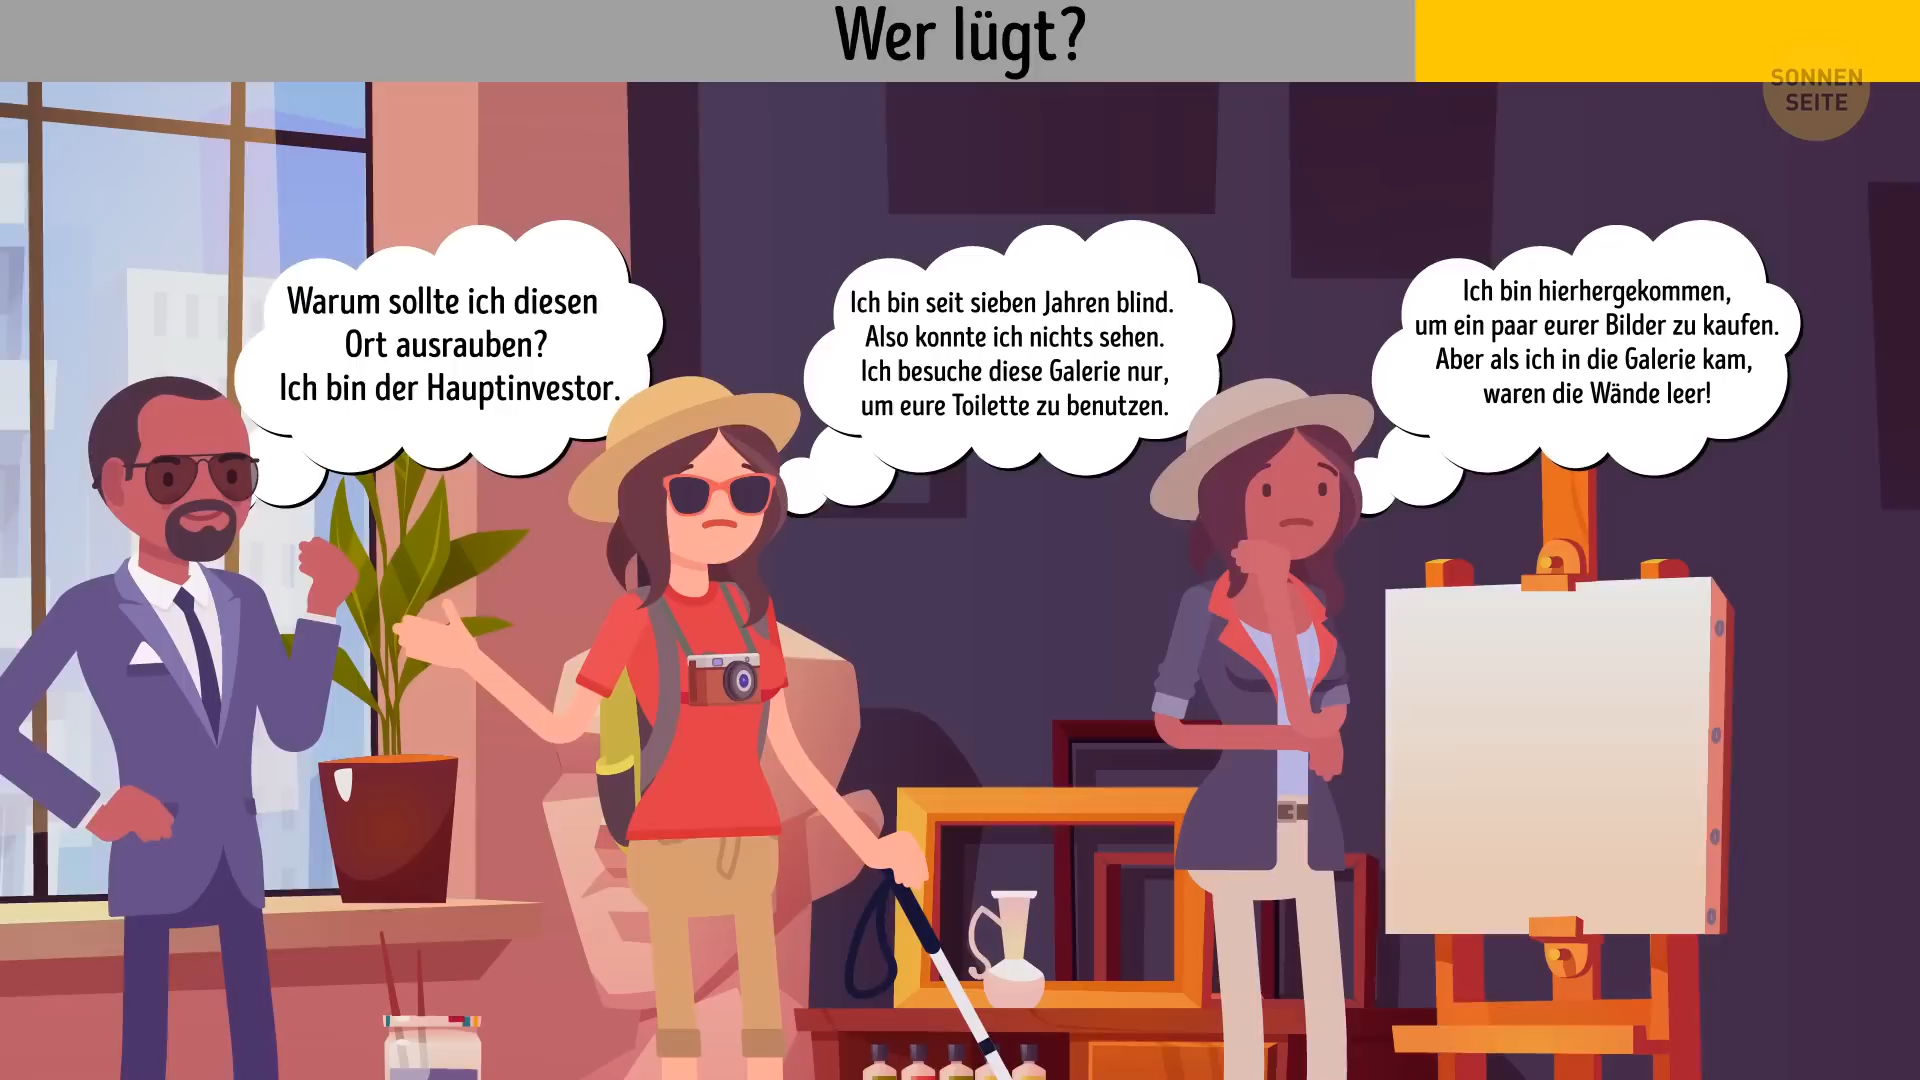 Wer lügt?
SONNEN
SEITE
Warum sollte ich diesen
Ort ausrauben?
Ich bin der Hauptinvestor.
Ich bin seit sieben Jahren blind.
Also konnte ich nichts sehen.
Ich besuche diese Galerie nur,
um eure Toilette zu benutzen.
Ich bin hierhergekommen,
um ein paar eurer Bilder zu kaufen.
Aber als ich in die Galerie kam,
waren die Wände leer!